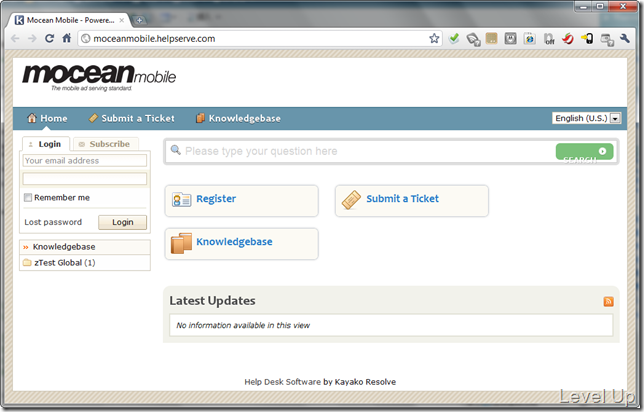 Mocean Mobile - Powere...
moceanmobile.helpserve.com
off
moceanmobile
The mobile ad serving standard.
Home
Submit a Ticket
Knowledgebase
English (U.S.)
Login
Subscribe
Your email address
Remember me
Lost password
Login
Knowledgebase
zTest Global (1)
Please type your question here
SEARCH
Register
Submit a Ticket
Knowledgebase
Latest Updates
No information available in this view
Help Desk Software by Kayako Resolve
Level Up